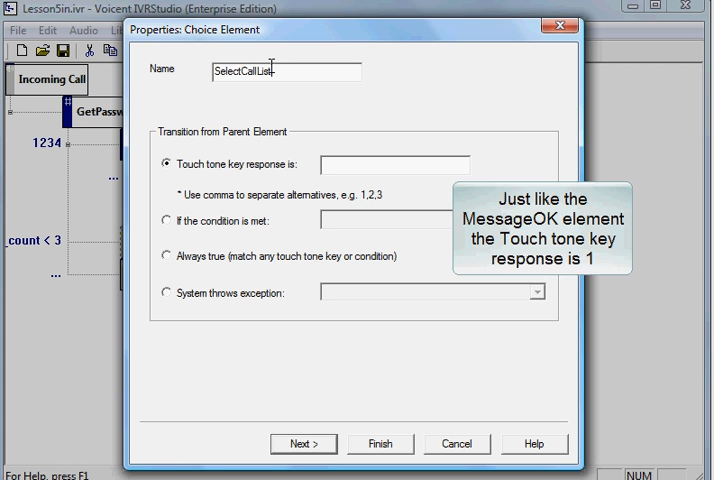 Lesson5in.ivr - Voicent IVRStudio (Enterprise Edition)
File Edit Audio
Properties: Choice Element
Incoming Call
Name SelectCallList
1234
_count < 3
...
...
Transition from Parent Element
Touch tone key response is:
* Use comma to separate alternatives, e.g. 1,2,3
If the condition is met:
Always true (match any touch tone key or condition)
System throws exception:
Just like the
MessageOK element
the Touch tone key
response is 1
Next > Finish Cancel Help
For Help, press F1 NUM